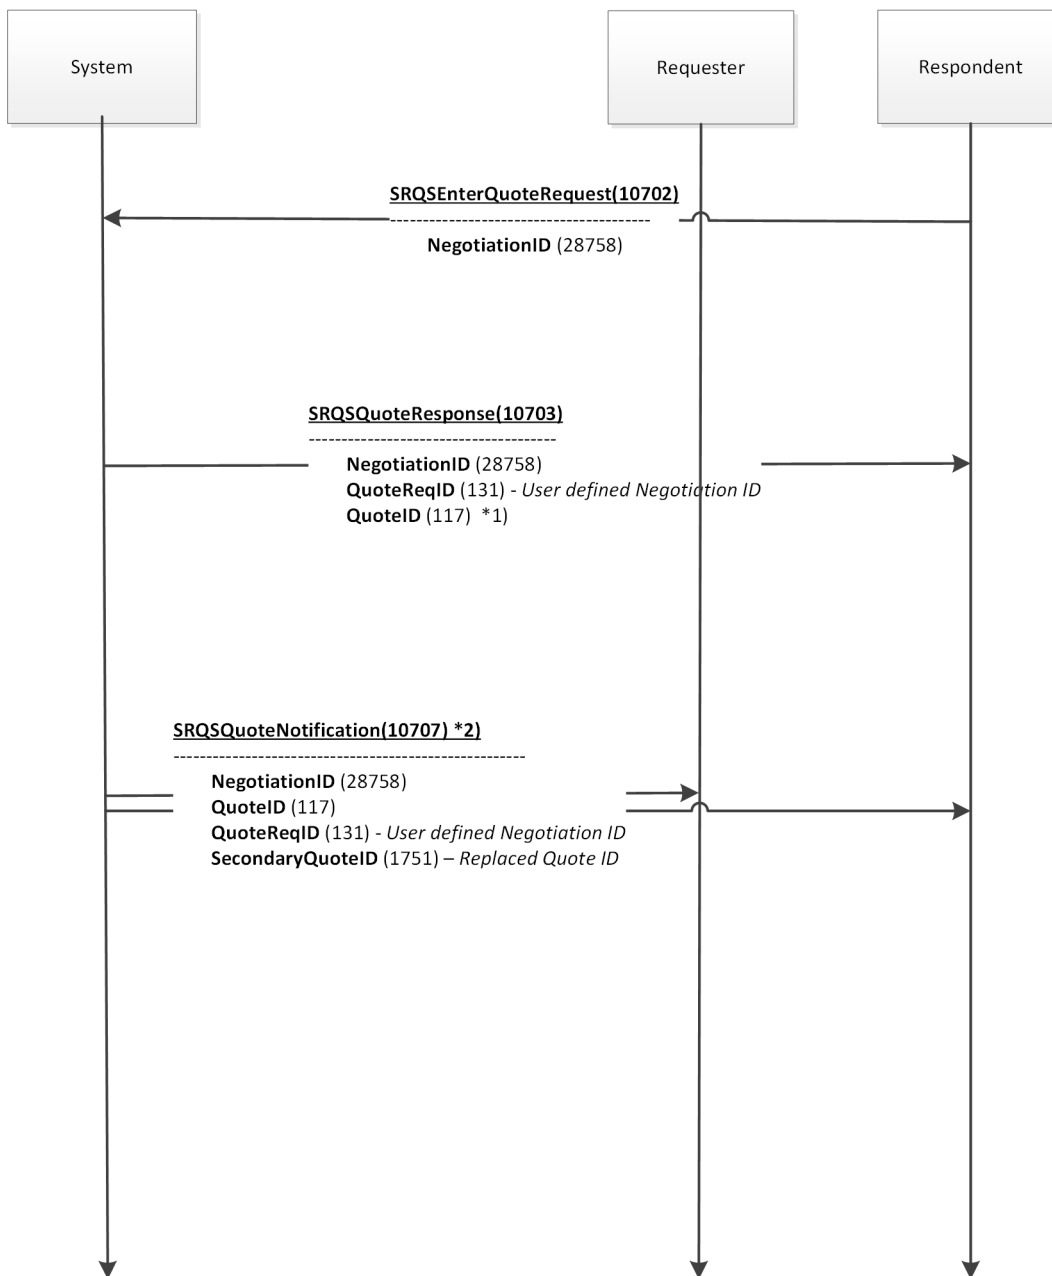 System
Requester
Respondent
SRQSEnterQuoteRequest(10702)
----------------------------------------
NegotiationID (28758)
SRQSQuoteResponse(10703)
--------------------------------------
NegotiationID (28758)
QuoteReqID (131) - User defined Negotiation ID
QuoteID (117) *1)
SRQSQuoteNotification(10707) *2)
------------------------------------------------------
NegotiationID (28758)
QuoteID (117)
QuoteReqID (131) - User defined Negotiation ID
SecondaryQuoteID (1751) – Replaced Quote ID